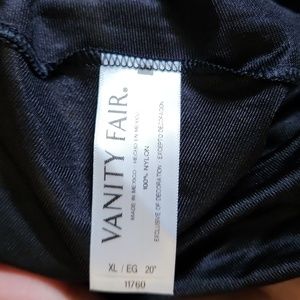 VANITY FAIR®
MADE IN MEXICO · HECHO EN MEXICO
100% NYLON
EXCLUSIVE OF DECORATION · EXCEPTO DECORACION
XL / EG 20"
11760